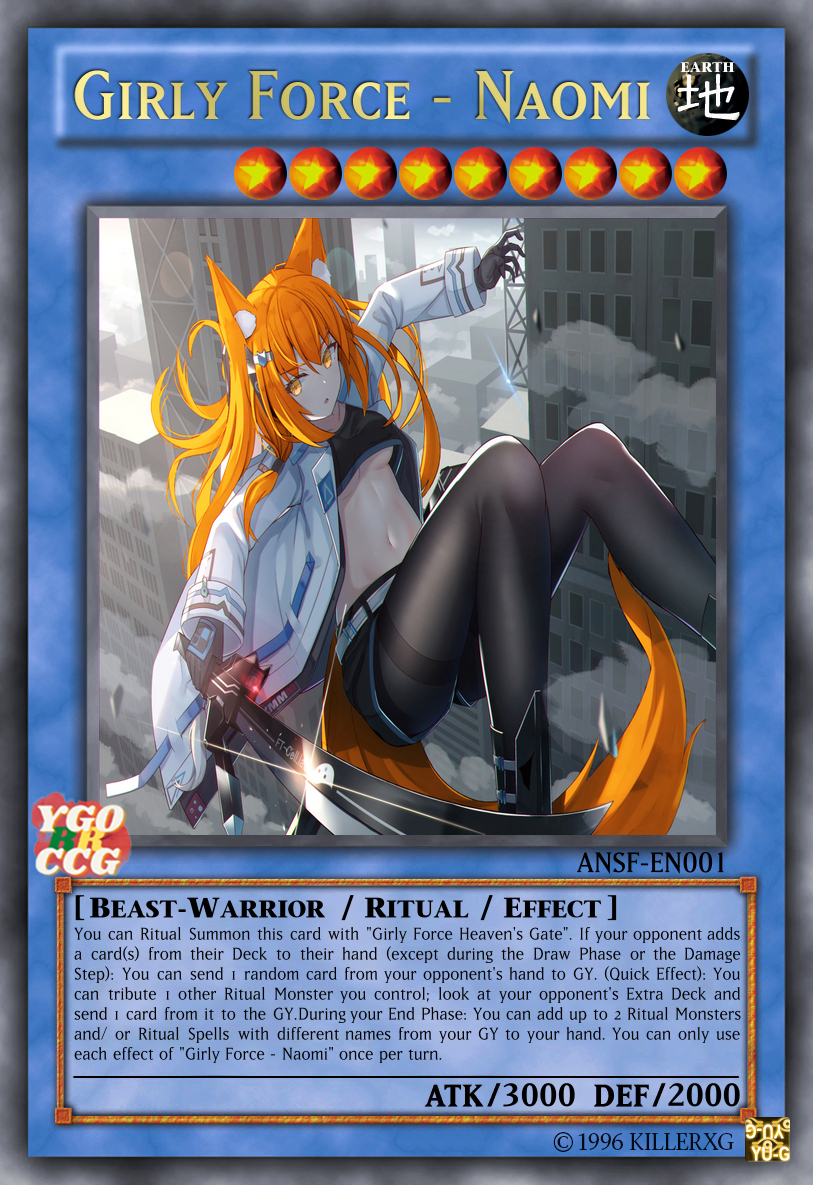 GIRLY FORCE - NAOMI
EARTH
地
YGO
RR
CCG
ANSF-EN001
[ BEAST-WARRIOR / RITUAL / EFFECT ]
You can Ritual Summon this card with "Girly Force Heaven's Gate". If your opponent adds
a card(s) from their Deck to their hand (except during the Draw Phase or the Damage
Step): You can send 1 random card from your opponent's hand to GY. (Quick Effect): You
can tribute 1 other Ritual Monster you control; look at your opponent's Extra Deck and
send 1 card from it to the GY.During your End Phase: You can add up to 2 Ritual Monsters
and/ or Ritual Spells with different names from your GY to your hand. You can only use
each effect of "Girly Force - Naomi" once per turn.
ATK/3000 DEF/2000
© 1996 KILLERXG